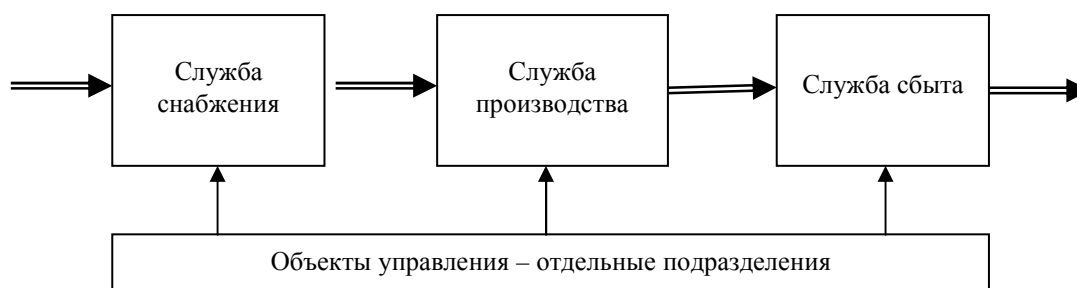 Служба
снабжения
Служба
производства
Служба сбыта
Объекты управления – отдельные подразделения